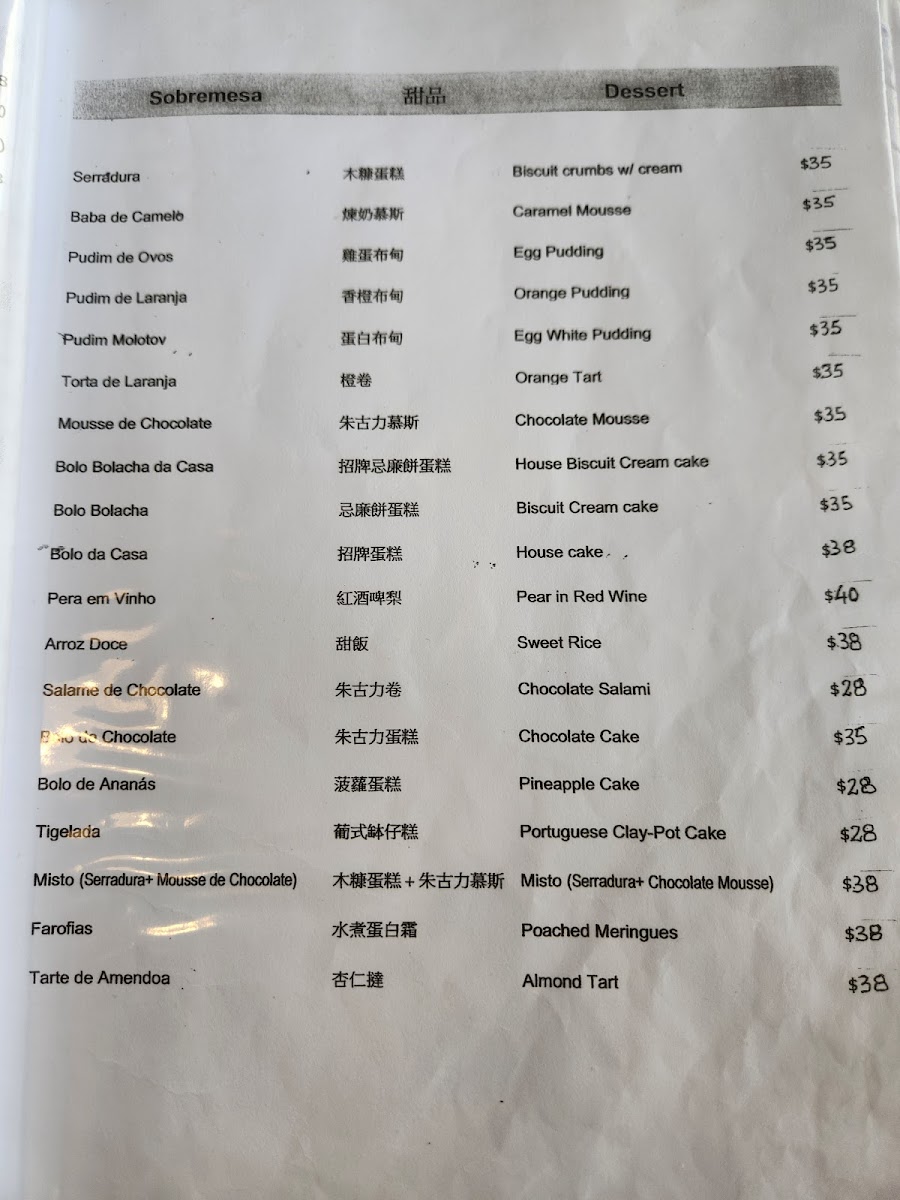 Sobremesa 甜品 Dessert
Serradura 木糠蛋糕 Biscuit crumbs w/ cream $35
Baba de Camelo 煉奶慕斯 Caramel Mousse $35
Pudim de Ovos 雞蛋布甸 Egg Pudding $35
Pudim de Laranja 香橙布甸 Orange Pudding $35
Pudim Molotov 蛋白布甸 Egg White Pudding $35
Torta de Laranja 橙卷 Orange Tart $35
Mousse de Chocolate 朱古力慕斯 Chocolate Mousse $35
Bolo Bolacha da Casa 招牌忌廉餅蛋糕 House Biscuit Cream cake $35
Bolo Bolacha 忌廉餅蛋糕 Biscuit Cream cake $35
Bolo da Casa 招牌蛋糕 House cake $38
Pera em Vinho 紅酒啤梨 Pear in Red Wine $40
Arroz Doce 甜飯 Sweet Rice $38
Salame de Chocolate 朱古力卷 Chocolate Salami $28
Bolo de Chocolate 朱古力蛋糕 Chocolate Cake $35
Bolo de Ananás 菠蘿蛋糕 Pineapple Cake $28
Tigelada 葡式缽仔糕 Portuguese Clay-Pot Cake $28
Misto (Serradura+ Mousse de Chocolate) 木糠蛋糕 + 朱古力慕斯 Misto (Serradura+ Chocolate Mousse) $38
Farofias 水煮蛋白霜 Poached Meringues $38
Tarte de Amendoa 杏仁撻 Almond Tart $38